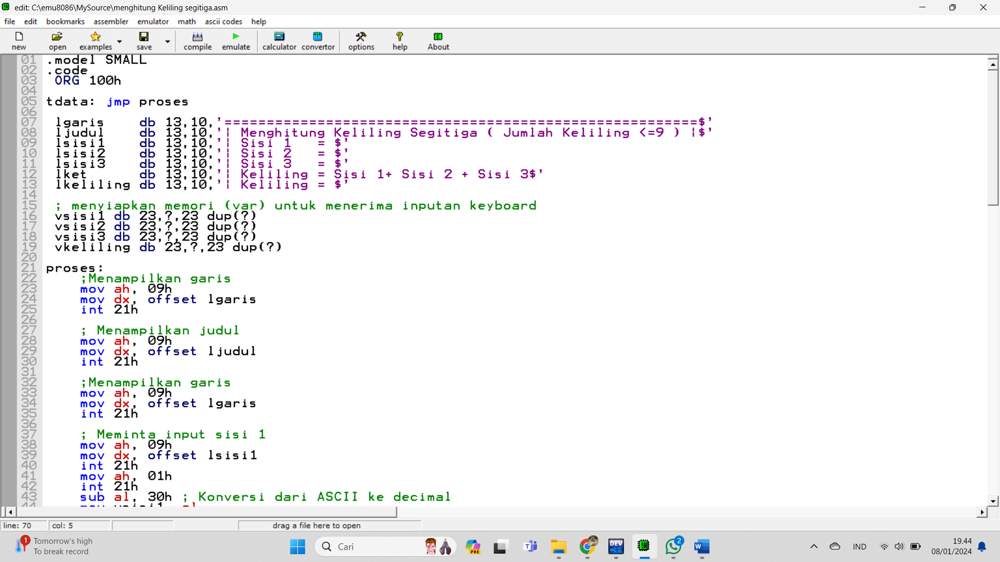 edit: C:\emu8086\MySource\menghitung Keliling segitiga.asm
file edit bookmarks assembler emulator math ascii codes help
new open examples save compile emulate calculator convertor options help About
01 .model SMALL
02 .code
03 ORG 100h
04
05 tdata: jmp proses
06
07 lgaris db 13,10,'========================================================$'
08 ljudul db 13,10,'¦ Menghitung Keliling Segitiga ( Jumlah Keliling <=9 ) ¦$'
09 lsisi1 db 13,10,'¦ Sisi 1 = $'
10 lsisi2 db 13,10,'¦ Sisi 2 = $'
11 lsisi3 db 13,10,'¦ Sisi 3 = $'
12 lket db 13,10,'¦ Keliling = Sisi 1+ Sisi 2 + Sisi 3$'
13 lkeliling db 13,10,'¦ Keliling = $'
14
15 ; menyiapkan memori (var) untuk menerima inputan keyboard
16 vsisi1 db 23,?,23 dup(?)
17 vsisi2 db 23,?,23 dup(?)
18 vsisi3 db 23,?,23 dup(?)
19 vkeliling db 23,?,23 dup(?)
20
21 proses:
22 ;Menampilkan garis
23 mov ah, 09h
24 mov dx, offset lgaris
25 int 21h
26
27 ; Menampilkan judul
28 mov ah, 09h
29 mov dx, offset ljudul
30 int 21h
31
32 ;Menampilkan garis
33 mov ah, 09h
34 mov dx, offset lgaris
35 int 21h
36
37 ; Meminta input sisi 1
38 mov ah, 09h
39 mov dx, offset lsisi1
40 int 21h
41 mov ah, 01h
42 int 21h
43 sub al, 30h ; Konversi dari ASCII ke decimal
44 mov vsisi1, al
line: 70 col: 5 drag a file here to open
1 Tomorrow's high
To break record
Cari
PRE
DEV C++
2
W
IND
19.44
08/01/2024